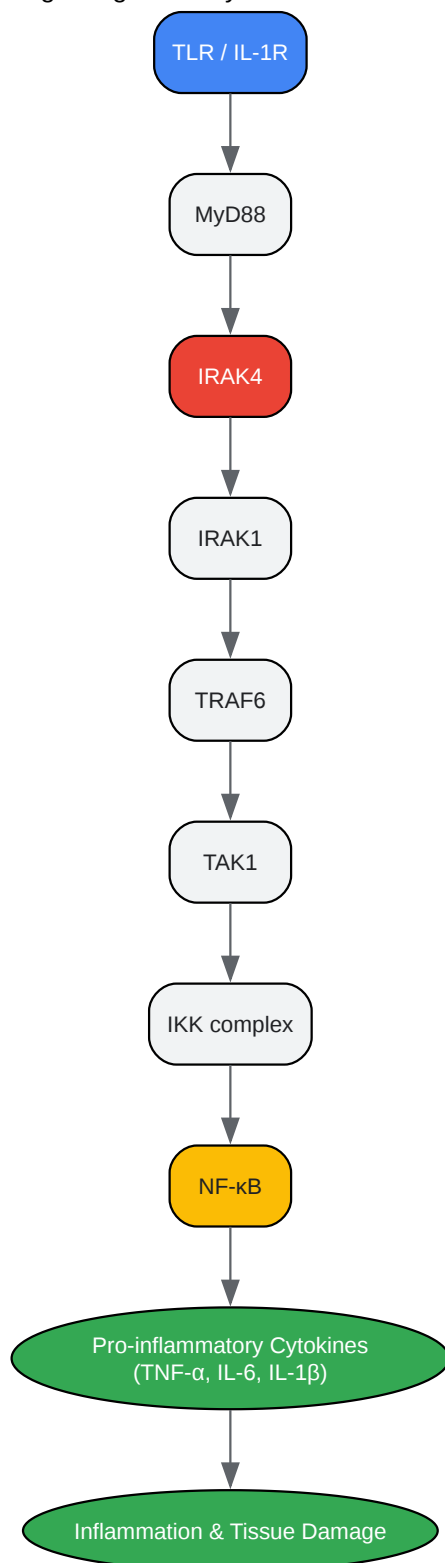 TLR / IL-1R
MyD88
IRAK4
IRAK1
TRAF6
TAK1
IKK complex
NF-κB
Pro-inflammatory Cytokines
(TNF-α, IL-6, IL-1β)
Inflammation & Tissue Damage